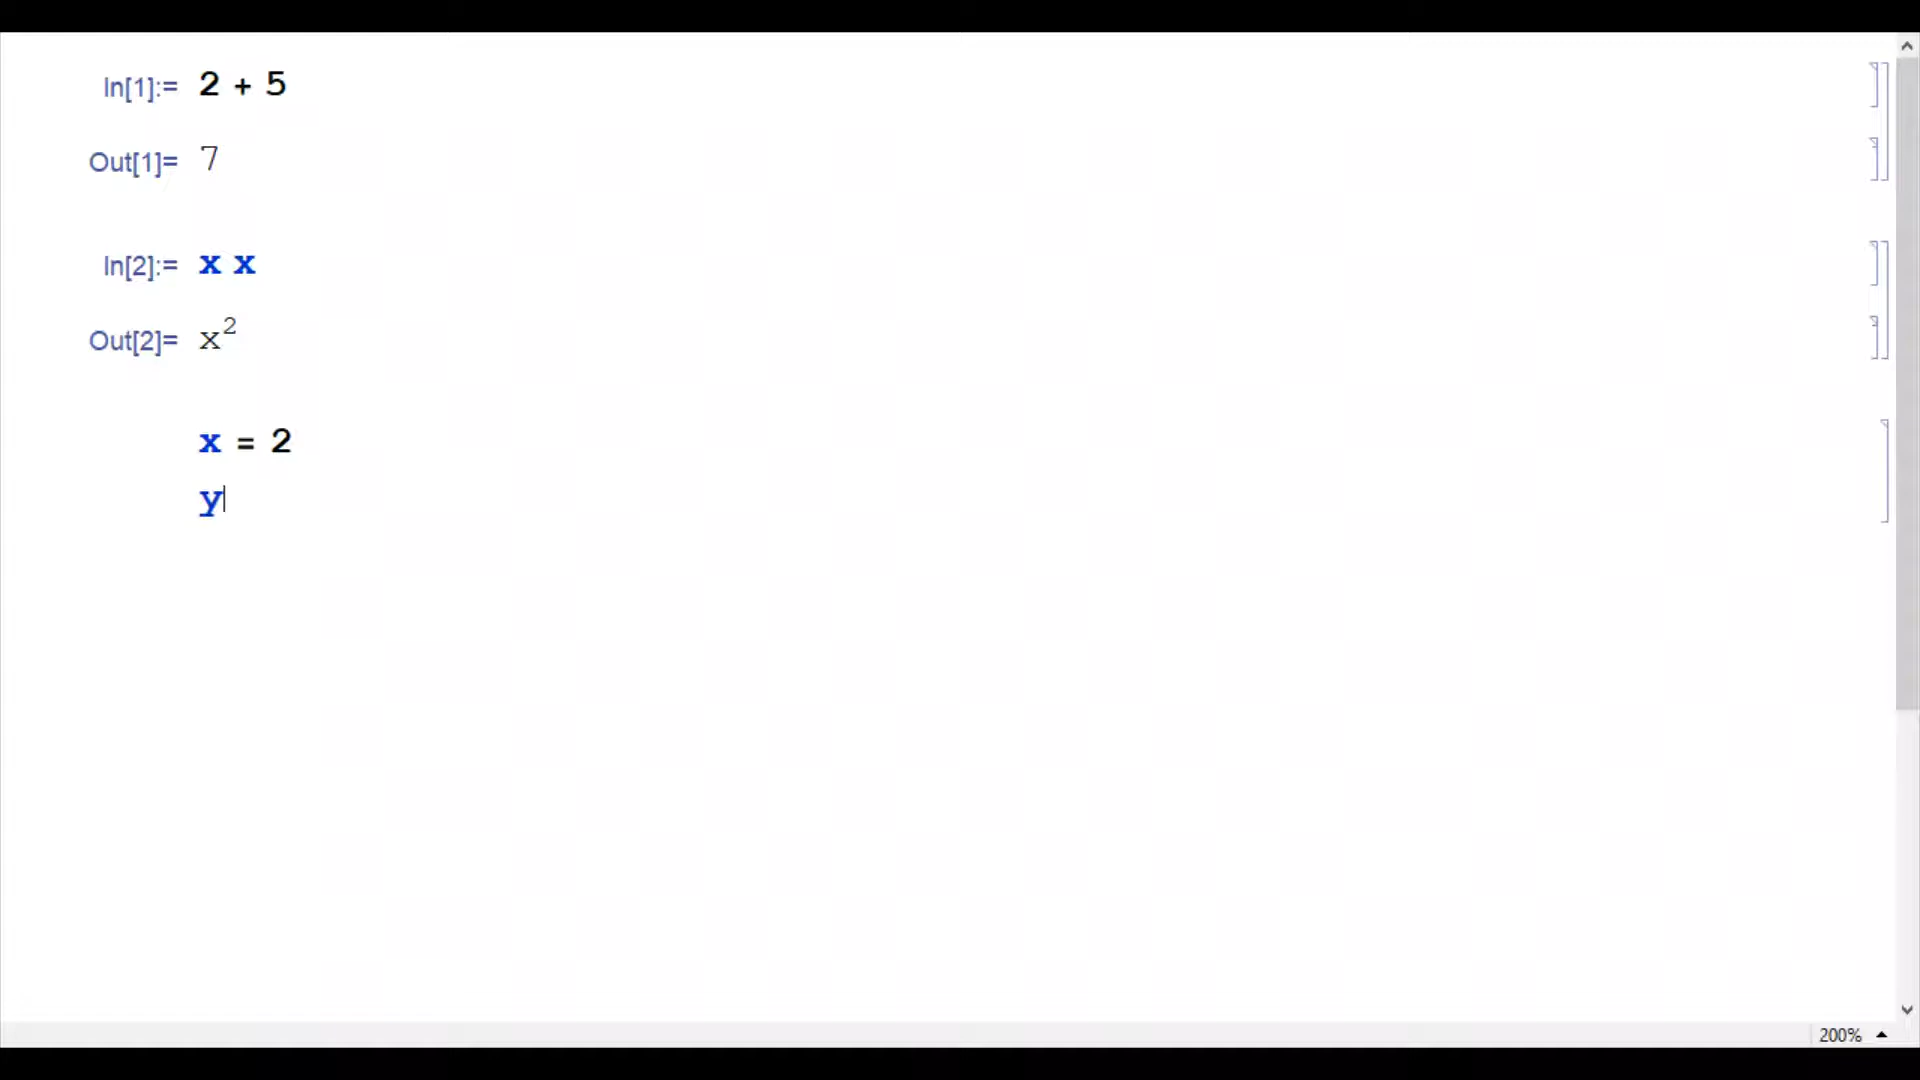 In[1]:= 2 + 5
Out[1]= 7
In[2]:= x x
Out[2]= x²
x = 2
y
200%